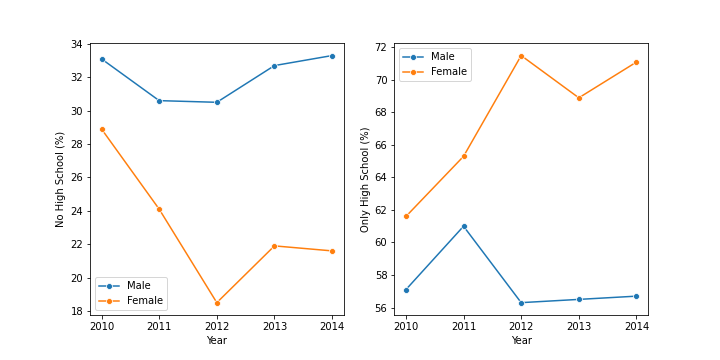 34
32
30
28
26
24
22
20
18
No High School (%)
2010 2011 2012 2013 2014
Year
Male
Female
72
70
68
66
64
62
60
58
56
Only High School (%)
2010 2011 2012 2013 2014
Year
Male
Female